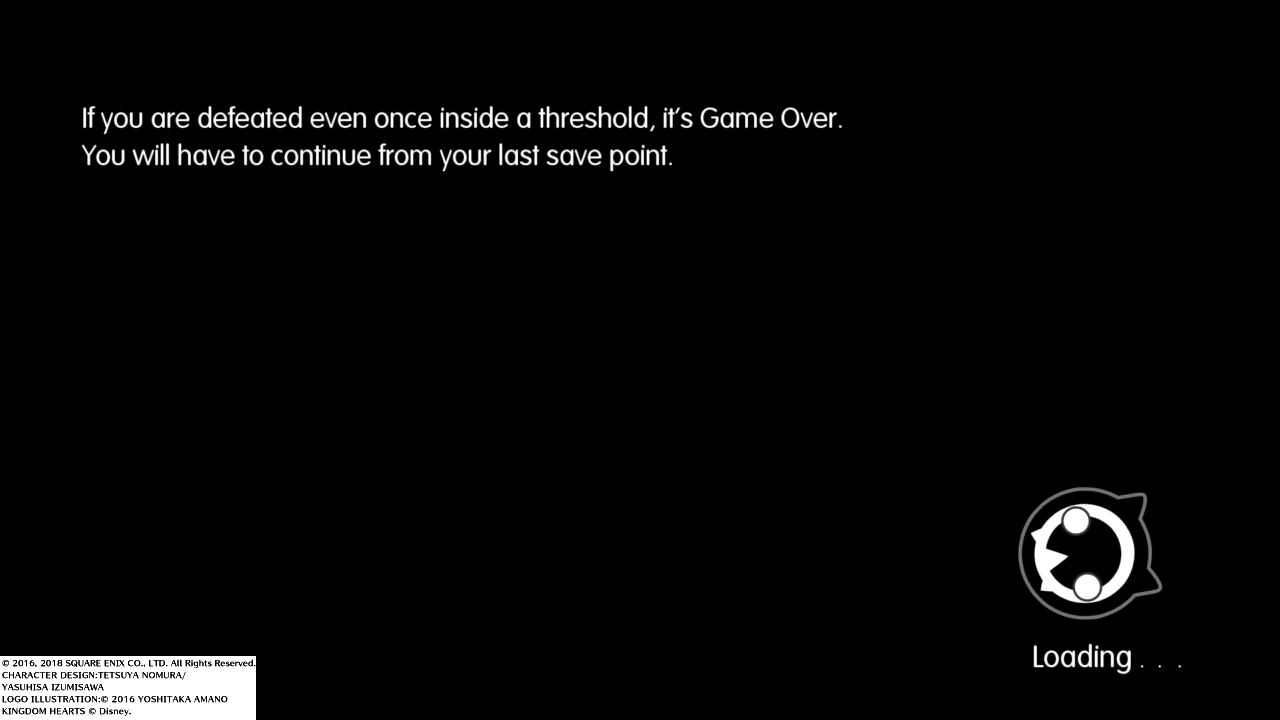 If you are defeated even once inside a threshold, it's Game Over.
You will have to continue from your last save point.
Loading . . .
© 2016, 2018 SQUARE ENIX CO., LTD. All Rights Reserved.
CHARACTER DESIGN:TETSUYA NOMURA/
YASUHISA IZUMISAWA
LOGO ILLUSTRATION:© 2016 YOSHITAKA AMANO
KINGDOM HEARTS © Disney.